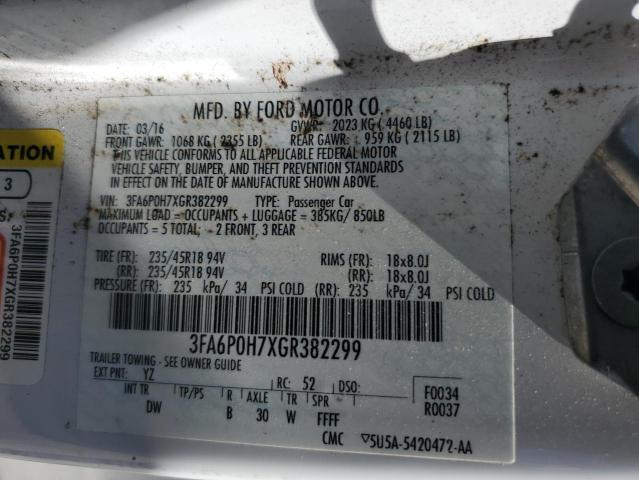 MFD. BY FORD MOTOR CO.
DATE: 03/16 GVWR: 2023 KG ( 4460 LB)
FRONT GAWR: 1068 KG ( 2355 LB) REAR GAWR: 959 KG ( 2115 LB)
THIS VEHICLE CONFORMS TO ALL APPLICABLE FEDERAL MOTOR
VEHICLE SAFETY, BUMPER, AND THEFT PREVENTION STANDARDS
IN EFFECT ON THE DATE OF MANUFACTURE SHOWN ABOVE.
VIN: 3FA6P0H7XGR382299 TYPE: Passenger Car
MAXIMUM LOAD = OCCUPANTS + LUGGAGE = 385KG/ 850LB
OCCUPANTS = 5 TOTAL. - 2 FRONT, 3 REAR
TIRE (FR): 235/45R18 94V RIMS (FR): 18x8.0J
(RR): 235/45R18 94V (RR): 18x8.0J
PRESSURE (FR): 235 kPa/ 34 PSI COLD (RR): 235 kPa/ 34 PSI COLD
3FA6P0H7XGR382299
TRAILER TOWING - SEE OWNER GUIDE
EXT PNT: YZ RC: 52 DSO:
INT TR TP/PS R AXLE TR SPR F0034
DW B 30 W FFFF R0037
CMC 5U5A-5420472-AA
ATION
3
3FA6P0H7XGR382299